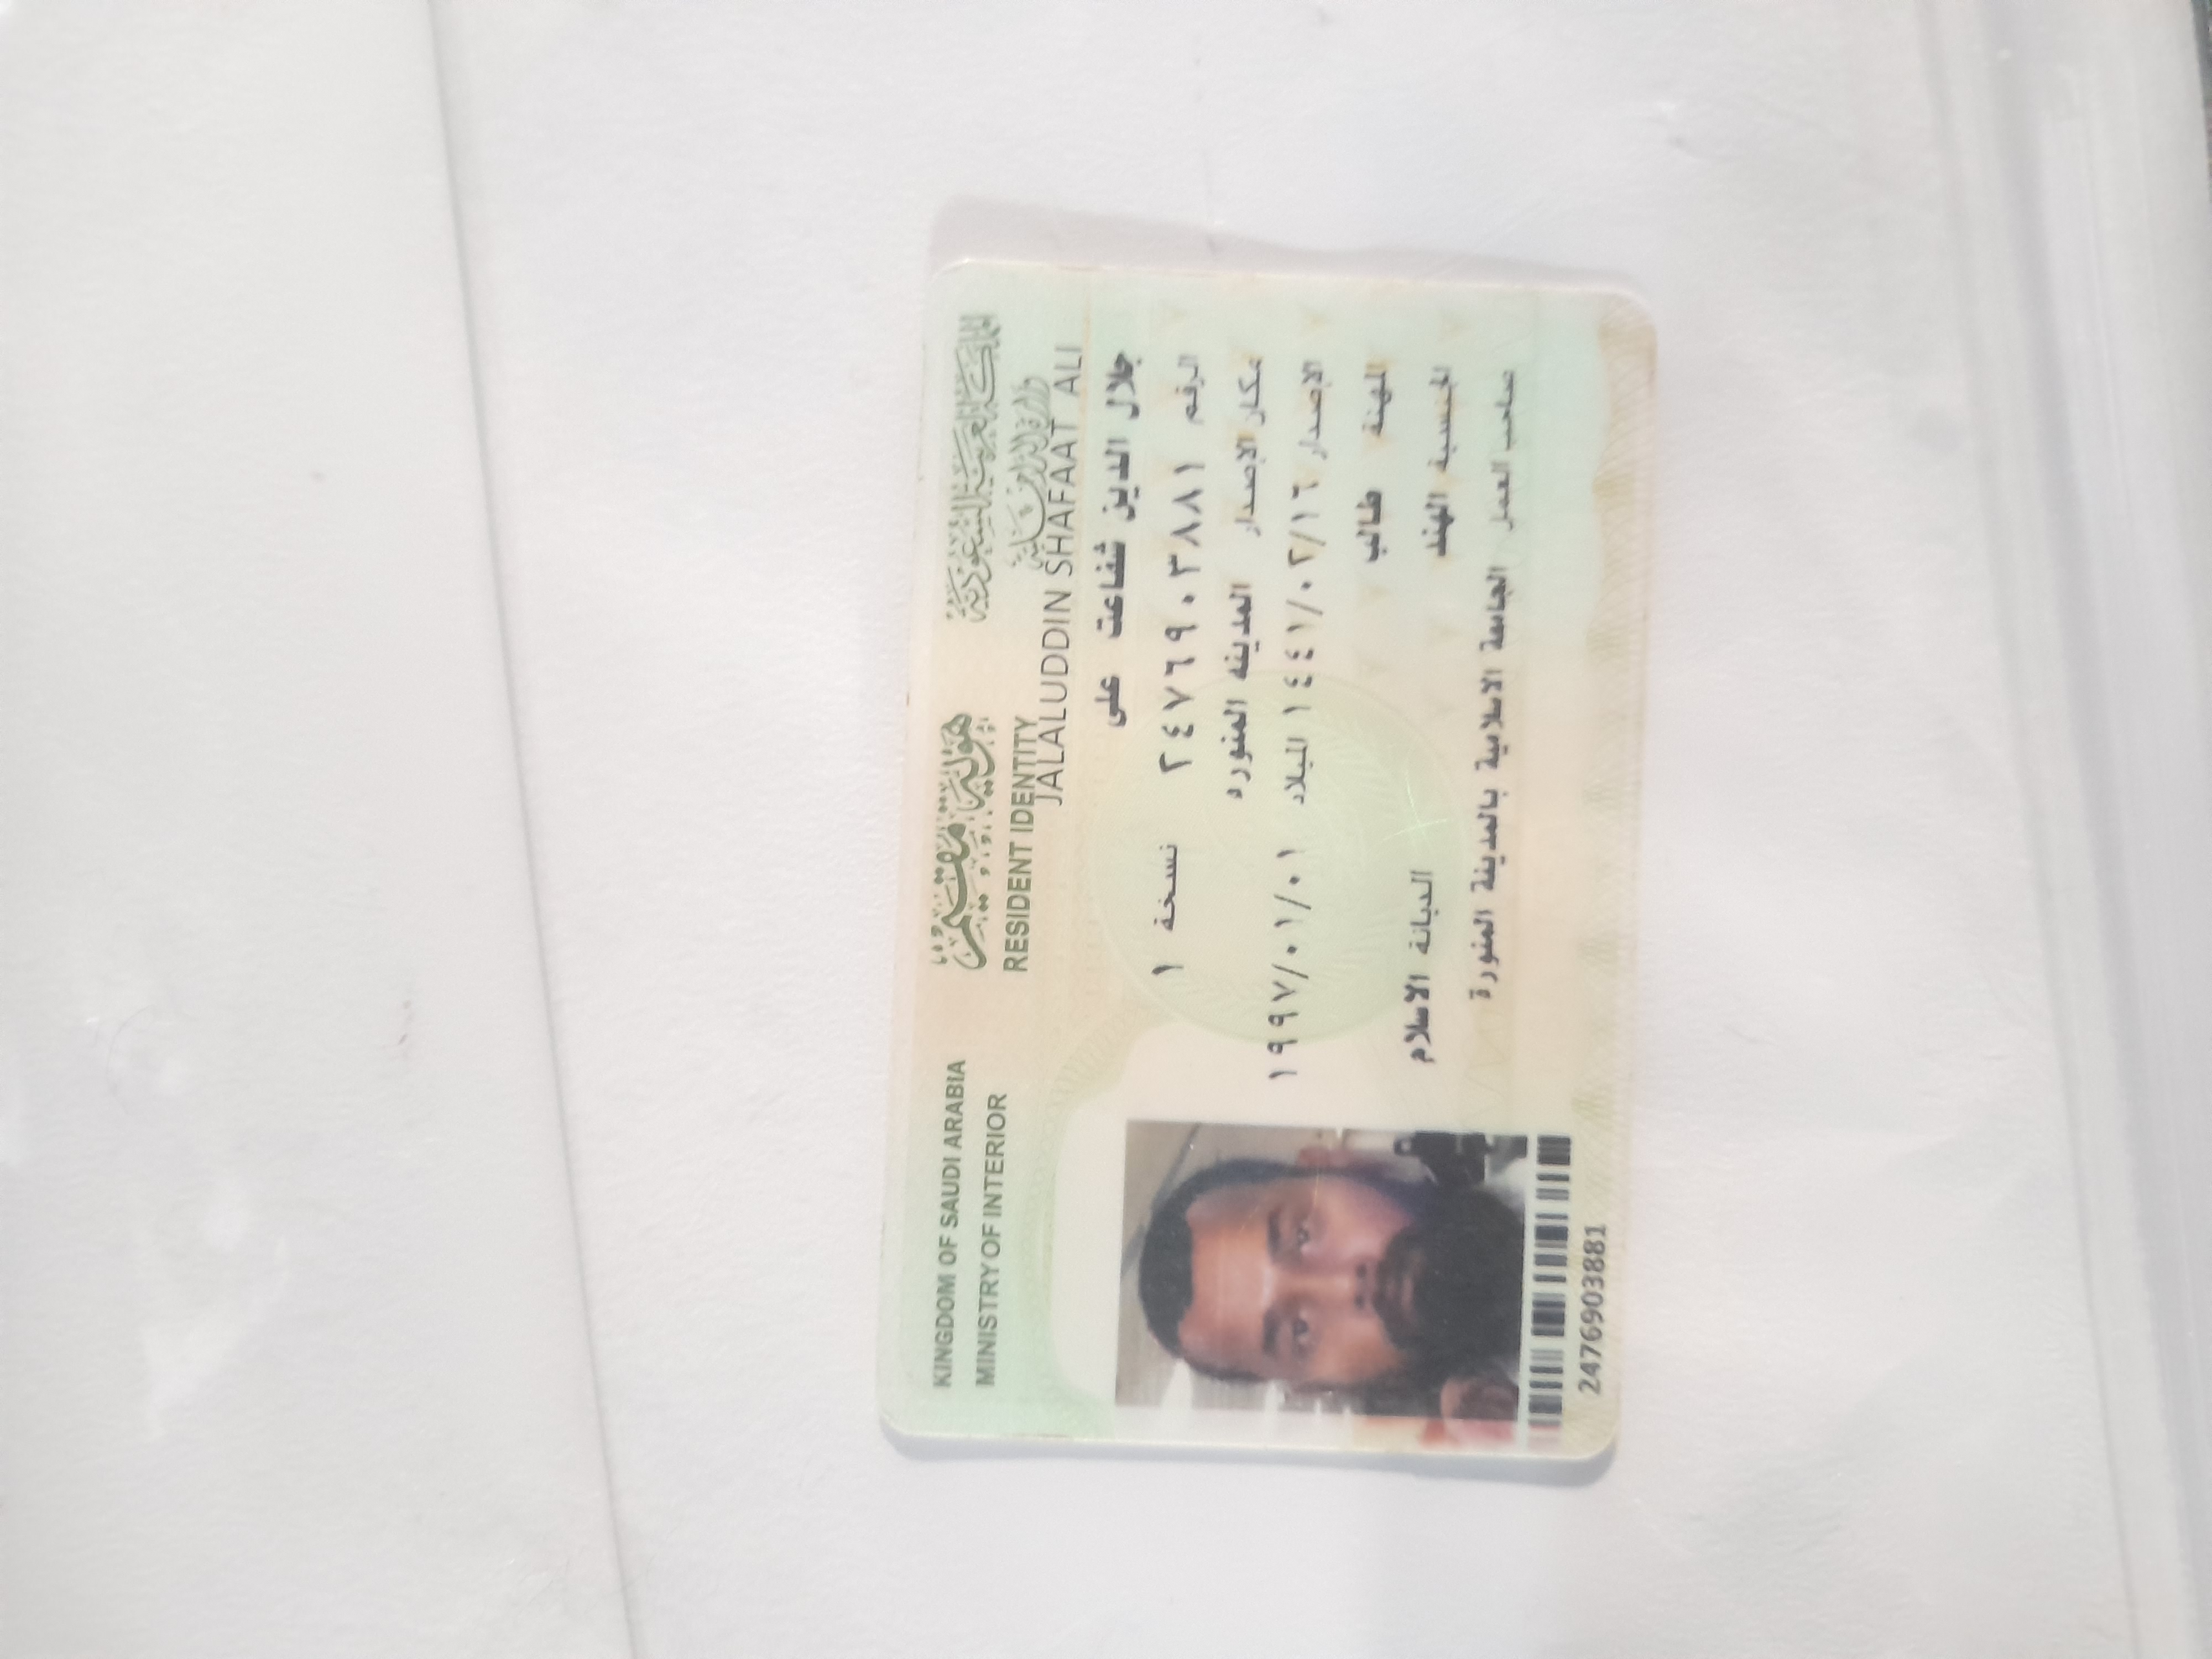 KINGDOM OF SAUDI ARABIA
MINISTRY OF INTERIOR
هوية مقيم
RESIDENT IDENTITY
المملكة العربية السعودية
وزارة الداخلية
JALALUDDIN SHAFAAT ALI
جلال الدين شفاعت على
الرقم ٢٤٧٦٩٠٣٨٨١ نسخة ١
مكان الإصدار المدينه المنوره
الإصدار ١٤٤١/٠٢/١٦ الميلاد ١٩٩٧/٠١/٠١
المهنة طالب
الجنسية الهند الديانة الاسلام
صاحب العمل الجامعة الاسلامية بالمدينة المنورة
2476903881